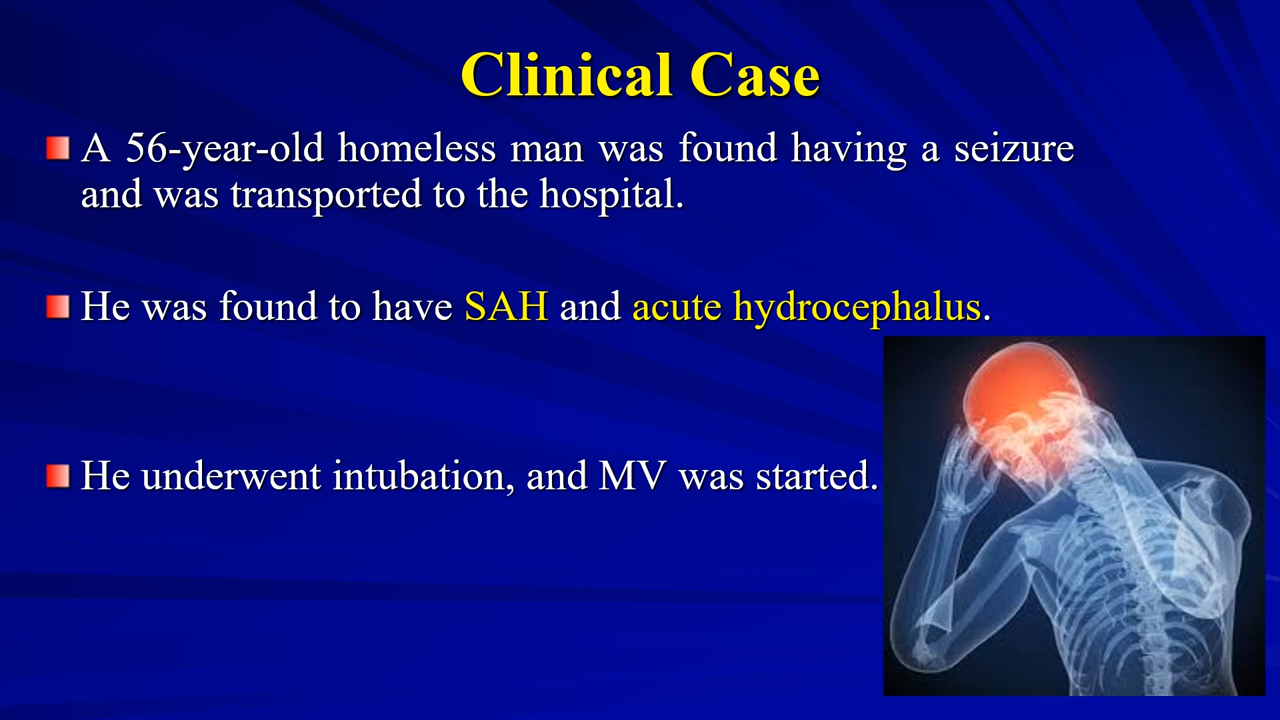 Clinical Case
A 56-year-old homeless man was found having a seizure
and was transported to the hospital.
He was found to have SAH and acute hydrocephalus.
He underwent intubation, and MV was started.